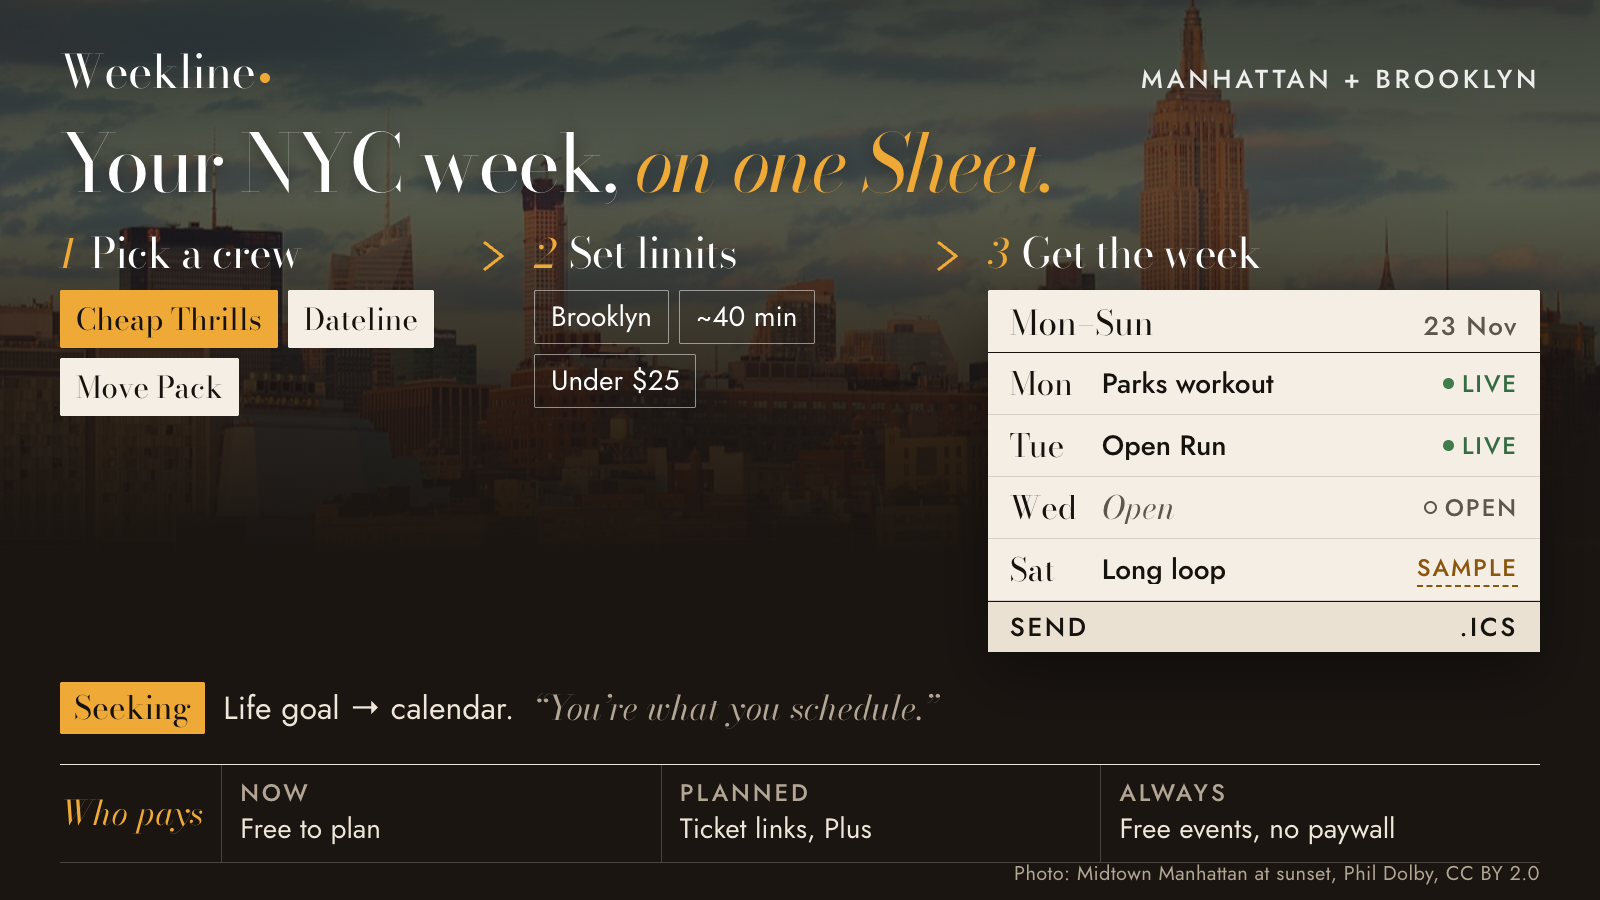 Weekline
MANHATTAN + BROOKLYN
Your NYC week, on one Sheet.
1 Pick a crew
Cheap Thrills
Dateline
Move Pack
>
2 Set limits
Brooklyn
~40 min
Under $25
>
3 Get the week
Mon–Sun 23 Nov
Mon Parks workout LIVE
Tue Open Run LIVE
Wed Open OPEN
Sat Long loop SAMPLE
SEND .ICS
Seeking Life goal → calendar. “You’re what you schedule.”
Who pays
NOW
Free to plan
PLANNED
Ticket links, Plus
ALWAYS
Free events, no paywall
Photo: Midtown Manhattan at sunset, Phil Dolby, CC BY 2.0